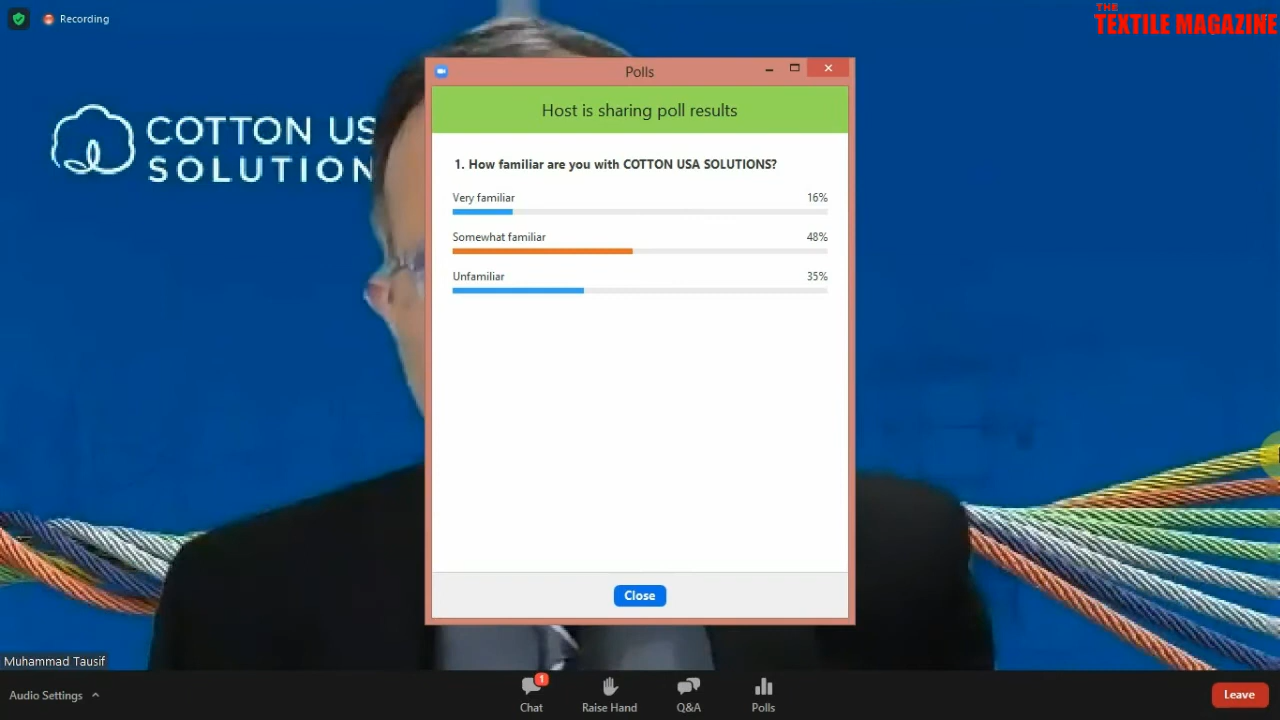 Recording
THE
TEXTILE MAGAZINE
Polls
Host is sharing poll results
COTTON US
SOLUTION
1. How familiar are you with COTTON USA SOLUTIONS?
Very familiar 16%
Somewhat familiar 48%
Unfamiliar 35%
Close
Muhammad Tausif
Audio Settings
1
Chat
Raise Hand
Q&A
Polls
Leave